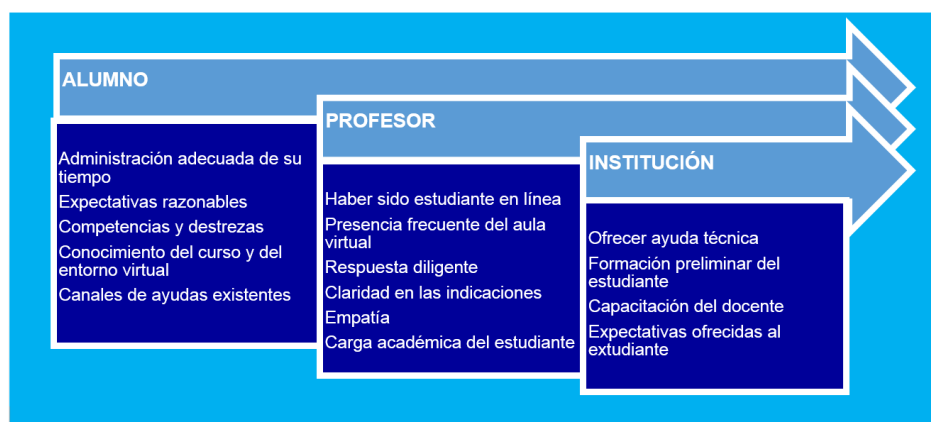 ALUMNO
Administración adecuada de su
tiempo
Expectativas razonables
Competencias y destrezas
Conocimiento del curso y del
entorno virtual
Canales de ayudas existentes
PROFESOR
Haber sido estudiante en línea
Presencia frecuente del aula
virtual
Respuesta diligente
Claridad en las indicaciones
Empatía
Carga académica del estudiante
INSTITUCIÓN
Ofrecer ayuda técnica
Formación preliminar del
estudiante
Capacitación del docente
Expectativas ofrecidas al
extudiante